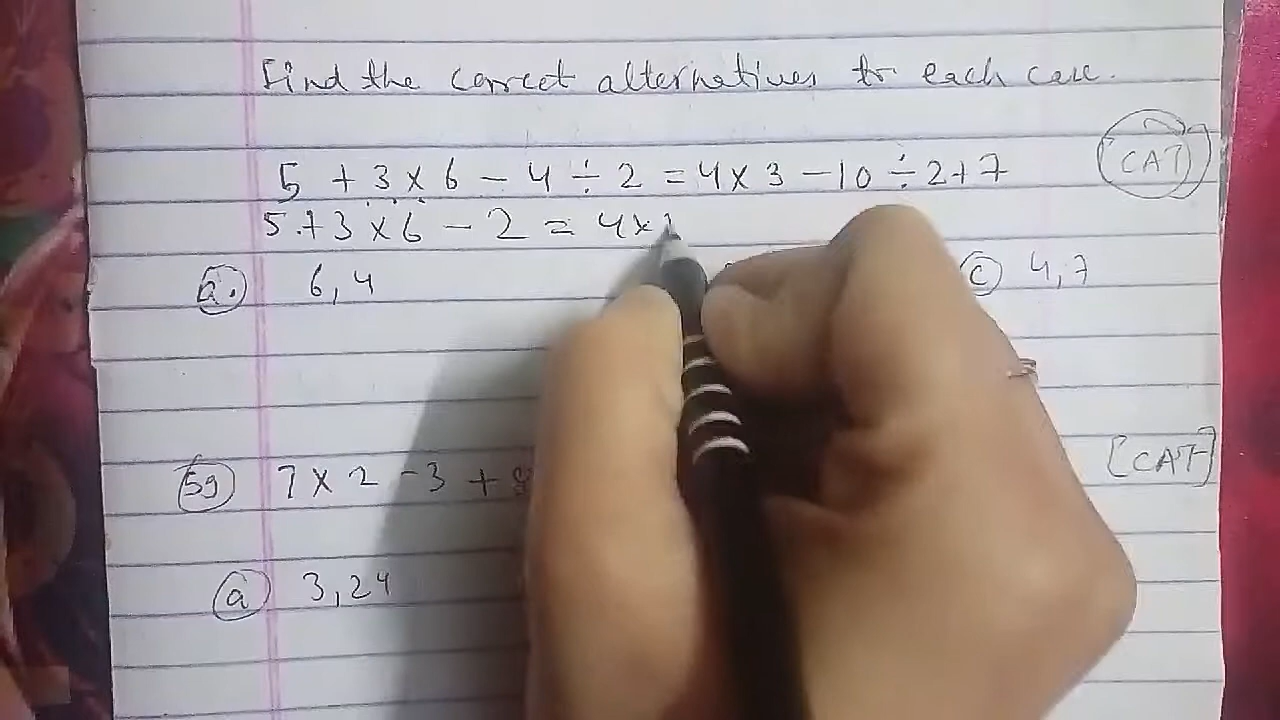 Find the correct alternatives to each case.
5 + 3 × 6 − 4 ÷ 2 = 4 × 3 − 10 ÷ 2 + 7
CAT
5 + 3 × 6 − 2 = 4 ×
a. 6, 4
c 4, 7
59 7 × 2 − 3 +
[CAT]
a 3, 24